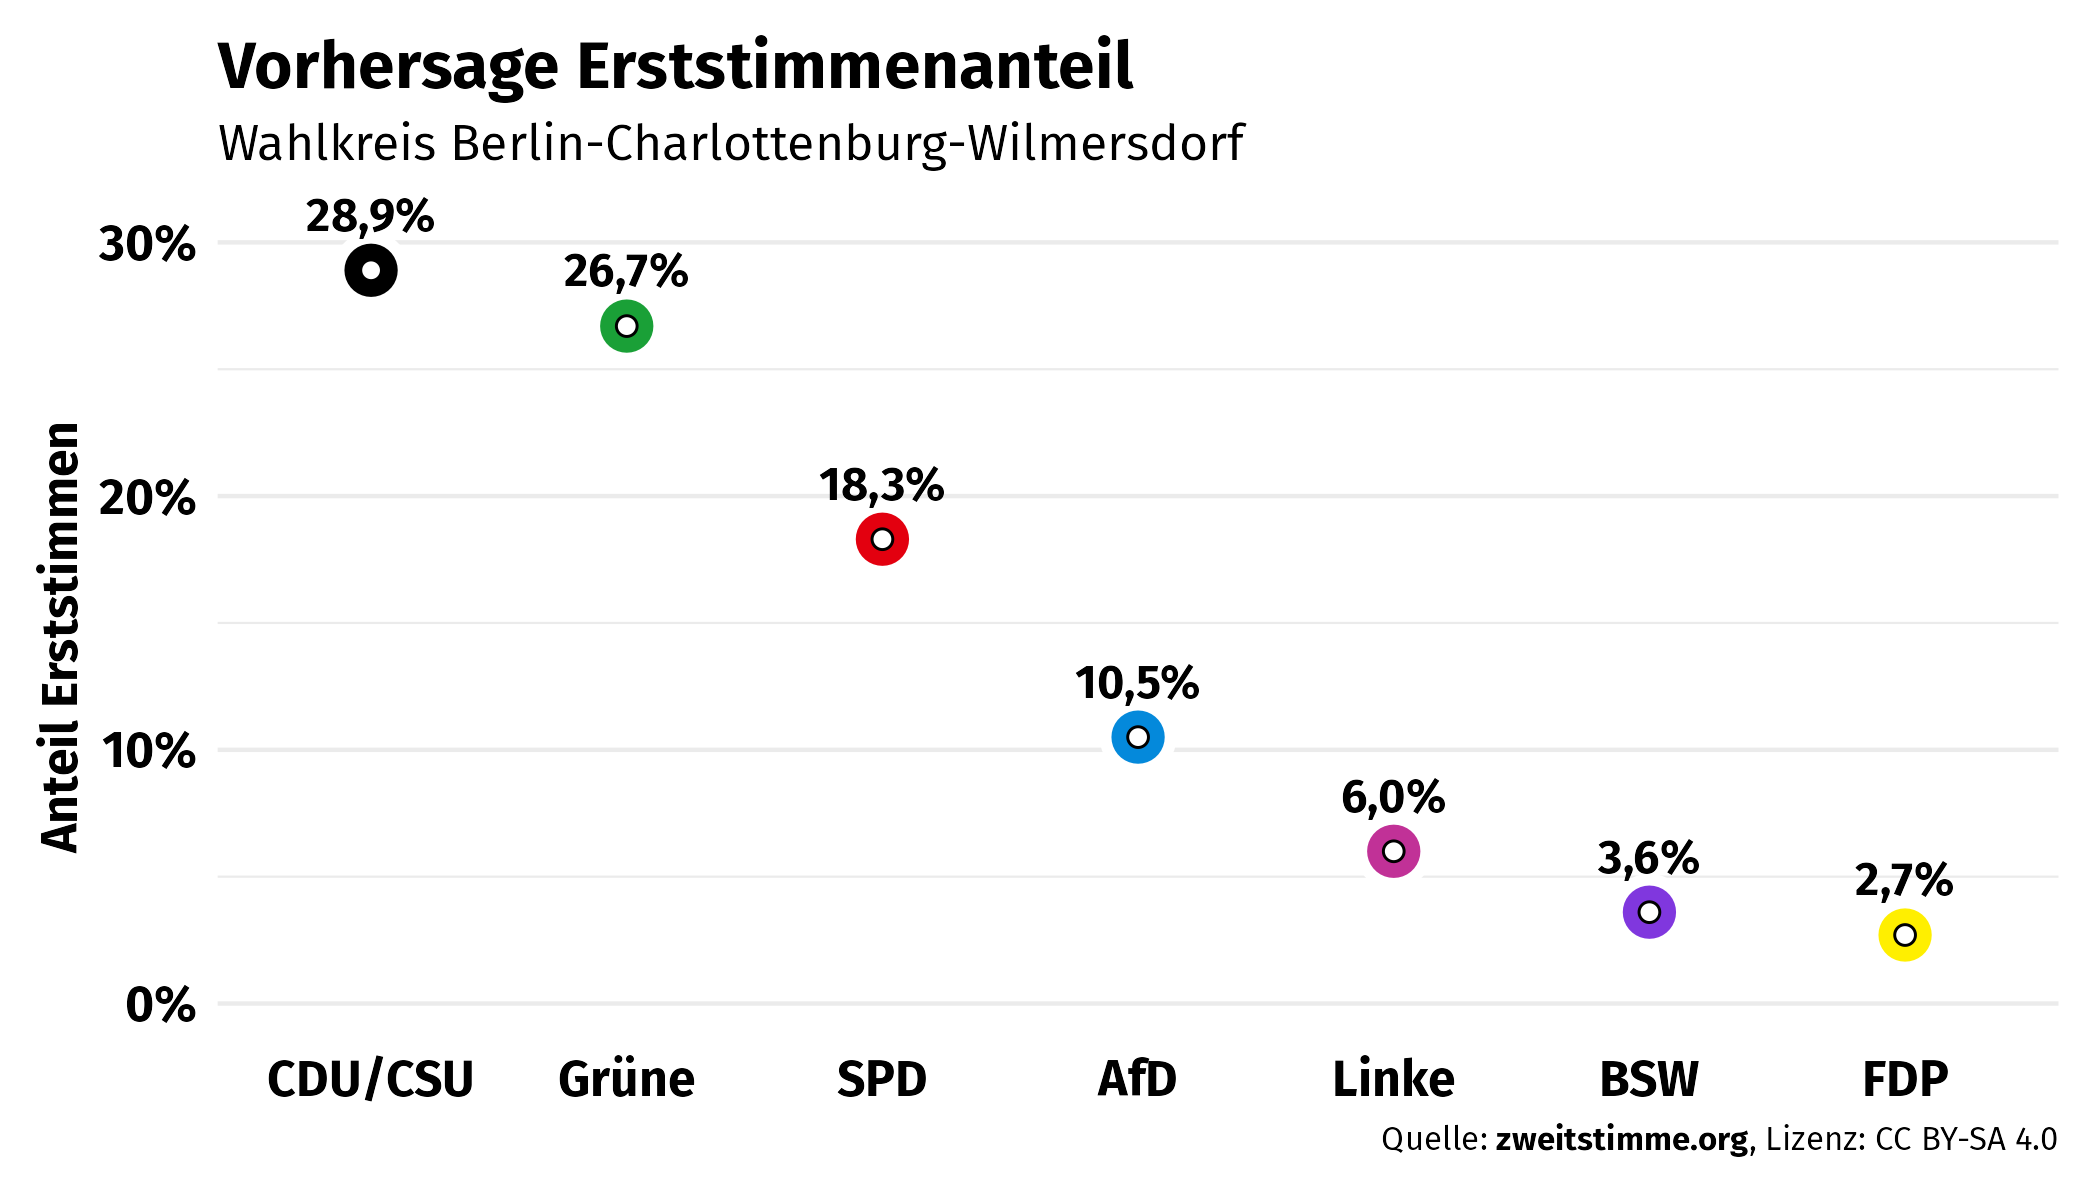 Vorhersage Erststimmenanteil
Wahlkreis Berlin-Charlottenburg-Wilmersdorf
Anteil Erststimmen
30%
20%
10%
0%
28,9%
26,7%
18,3%
10,5%
6,0%
3,6%
2,7%
CDU/CSU Grüne SPD AfD Linke BSW FDP
Quelle: zweitstimme.org, Lizenz: CC BY-SA 4.0